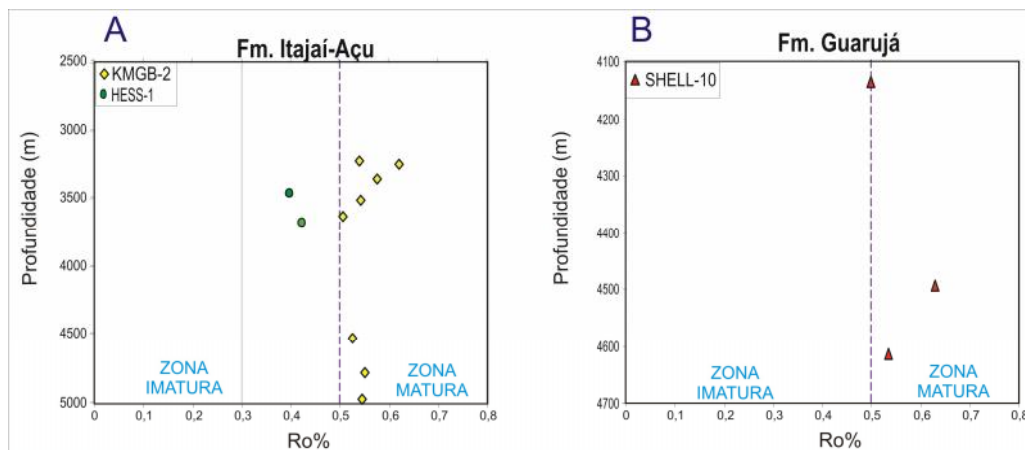 A
Fm. Itajaí-Açu
KMGB-2
HESS-1
Profundidade (m)
2500
3000
3500
4000
4500
5000
ZONA
IMATURA
ZONA
MATURA
0 0,1 0,2 0,3 0,4 0,5 0,6 0,7 0,8
Ro%
B
Fm. Guarujá
SHELL-10
Profundidade (m)
4100
4200
4300
4400
4500
4600
4700
ZONA
IMATURA
ZONA
MATURA
0 0,1 0,2 0,3 0,4 0,5 0,6 0,7 0,8
Ro%